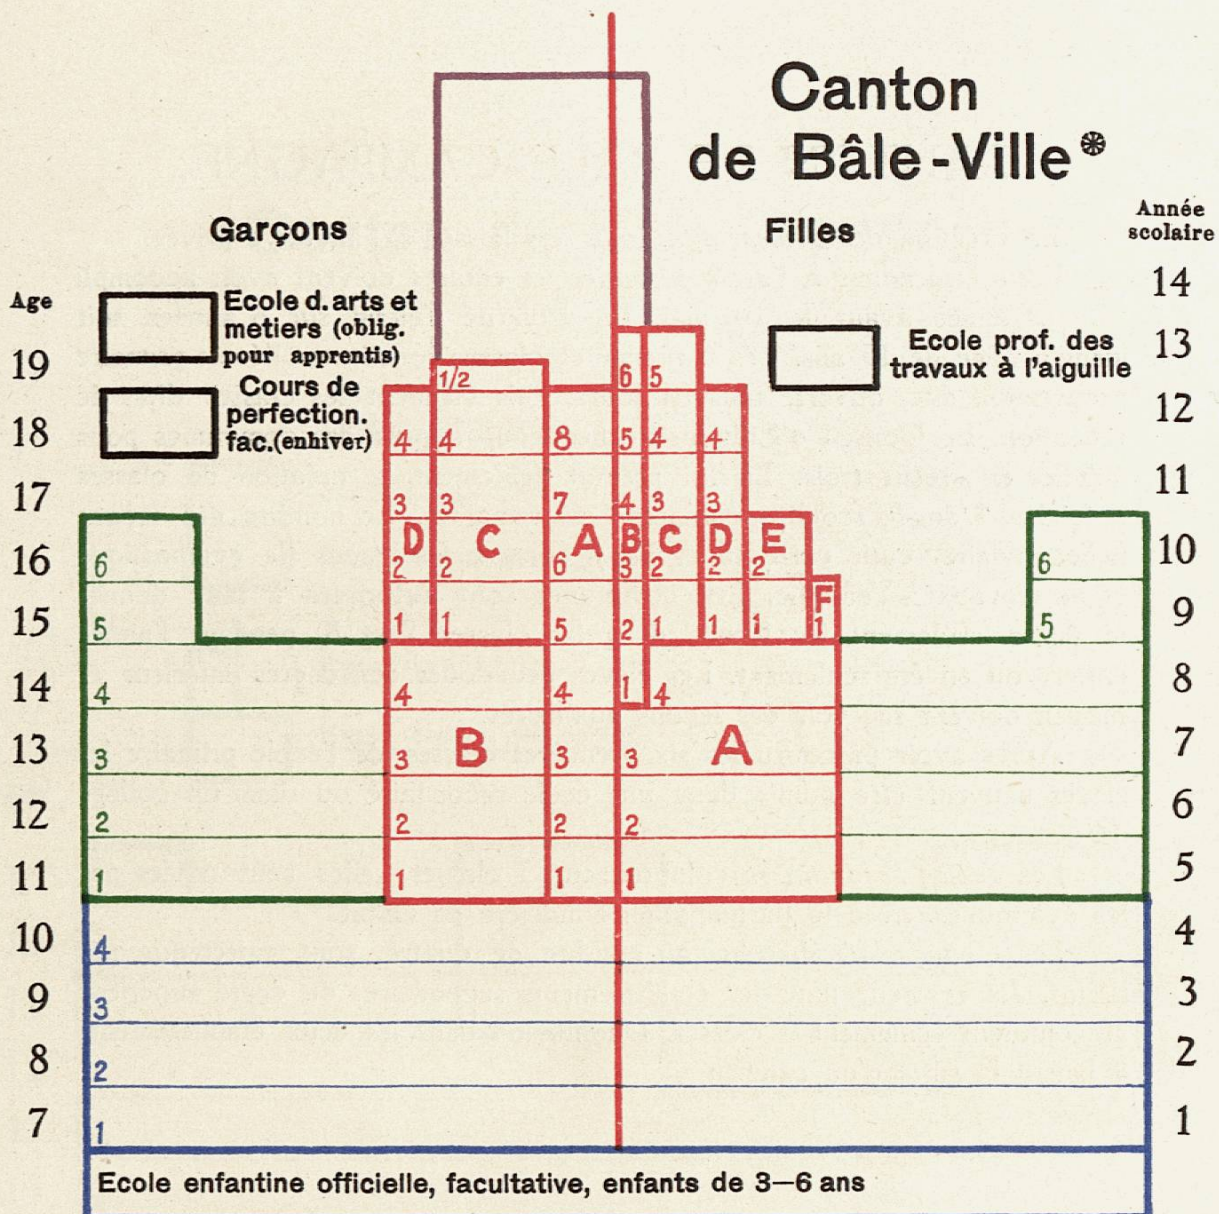 Canton
de Bâle-Ville*
Garçons
Filles
Année
scolaire
Age
Ecole d. arts et
metiers (oblig.
pour apprentis)
Cours de
perfection.
fac.(enhiver)
Ecole prof. des
travaux à l'aiguille
14
19 1/2 6 5 13
18 4 4 8 5 4 4 12
17 3 3 7 4 3 3 11
D C A B C D E
16 6 2 2 6 3 2 2 2 6 10
F
15 5 1 1 5 2 1 1 1 1 5 9
14 4 4 4 1 4 8
B A
13 3 3 3 3 7
12 2 2 2 2 6
11 1 1 1 1 5
10 4 4
9 3 3
8 2 2
7 1 1
Ecole enfantine officielle, facultative, enfants de 3—6 ans